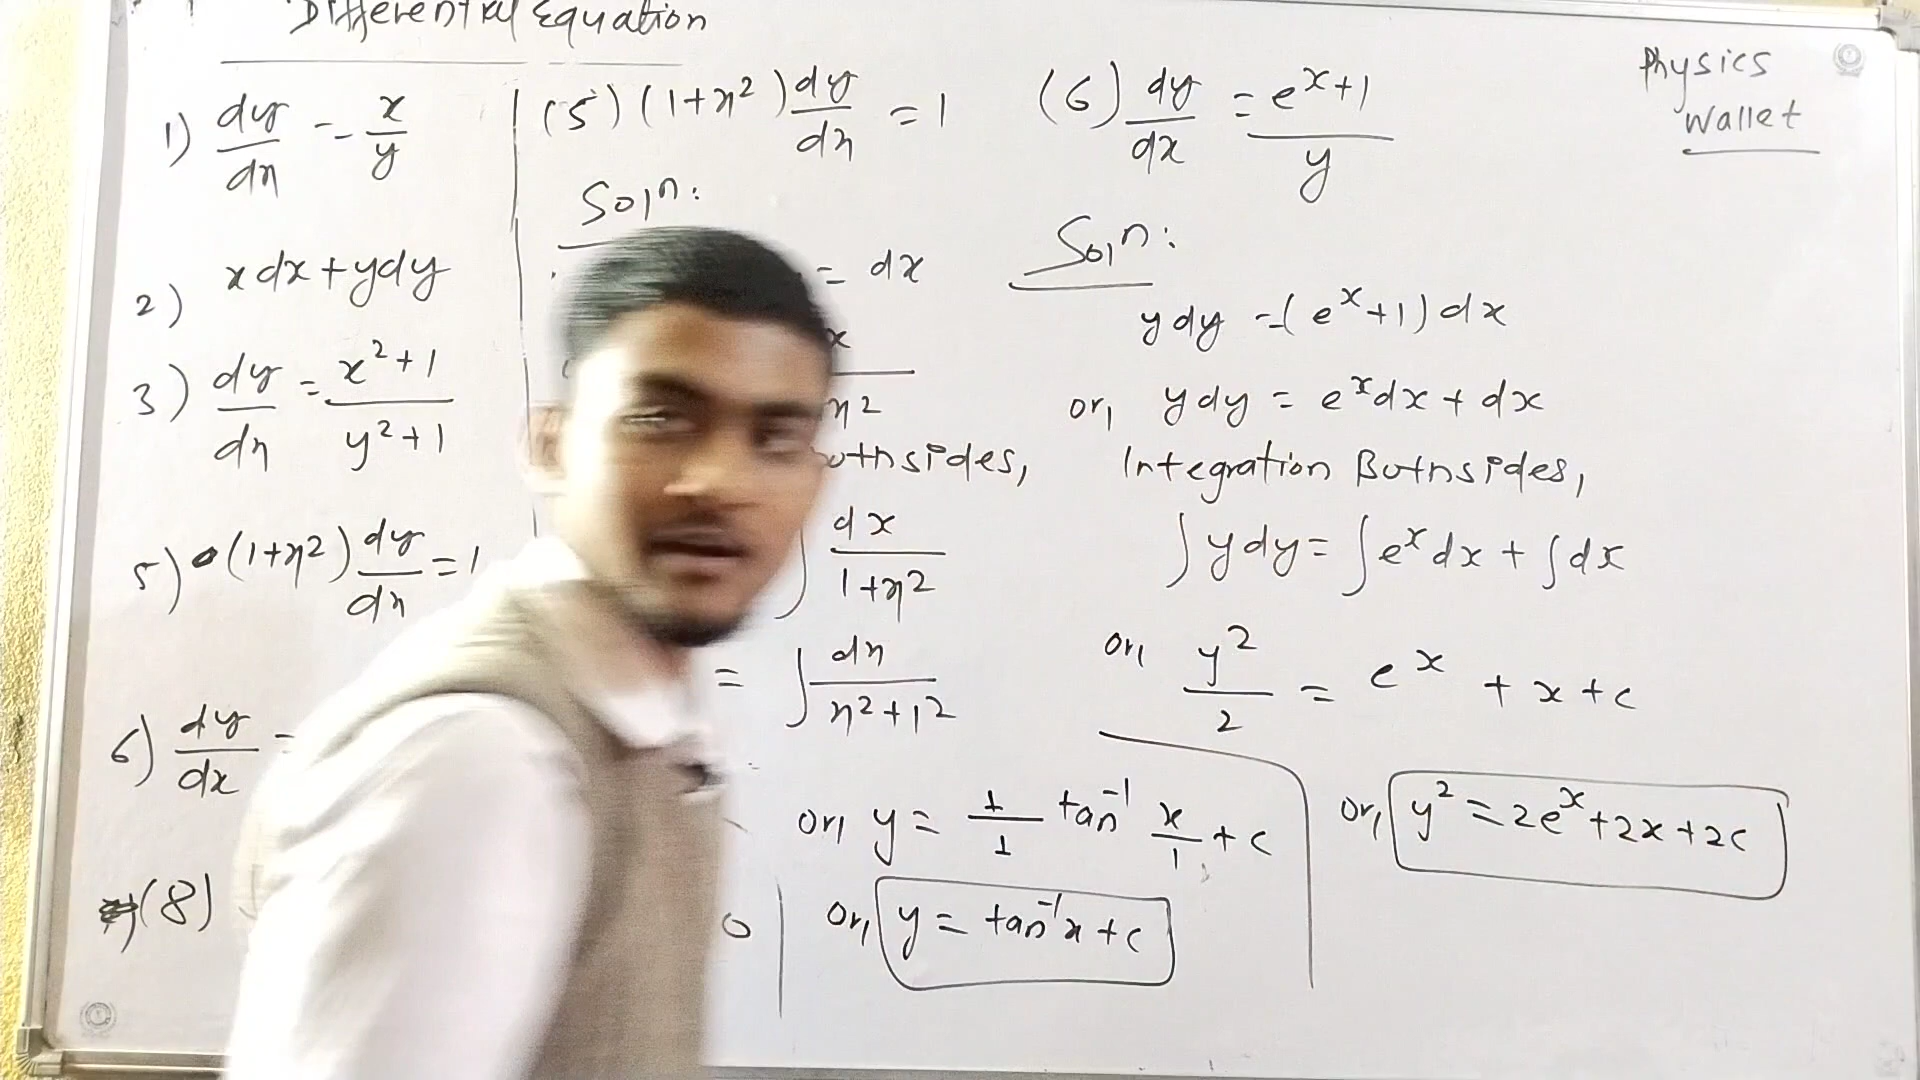 Differential Equation
Physics
Wallet
1) dy/dx = x/y
2) xdx+ydy
3) dy/dx = x²+1/y²+1
5) (1+x²) dy/dx = 1
6) dy/dx =
(8)
0
(5) (1+x²) dy/dx = 1
Solⁿ:
= dx
x²
sides,
∫ dx/1+x²
= ∫ dx/x²+1²
or, y = 1/1 tan⁻¹ x/1 + c
or, y = tan⁻¹x + c
(6) dy/dx = eˣ+1/y
Solⁿ:
ydy = (eˣ+1)dx
or, ydy = eˣdx + dx
Integration Bothsides,
∫ydy = ∫eˣdx + ∫dx
or, y²/2 = eˣ + x + c
or, y² = 2eˣ+2x+2c